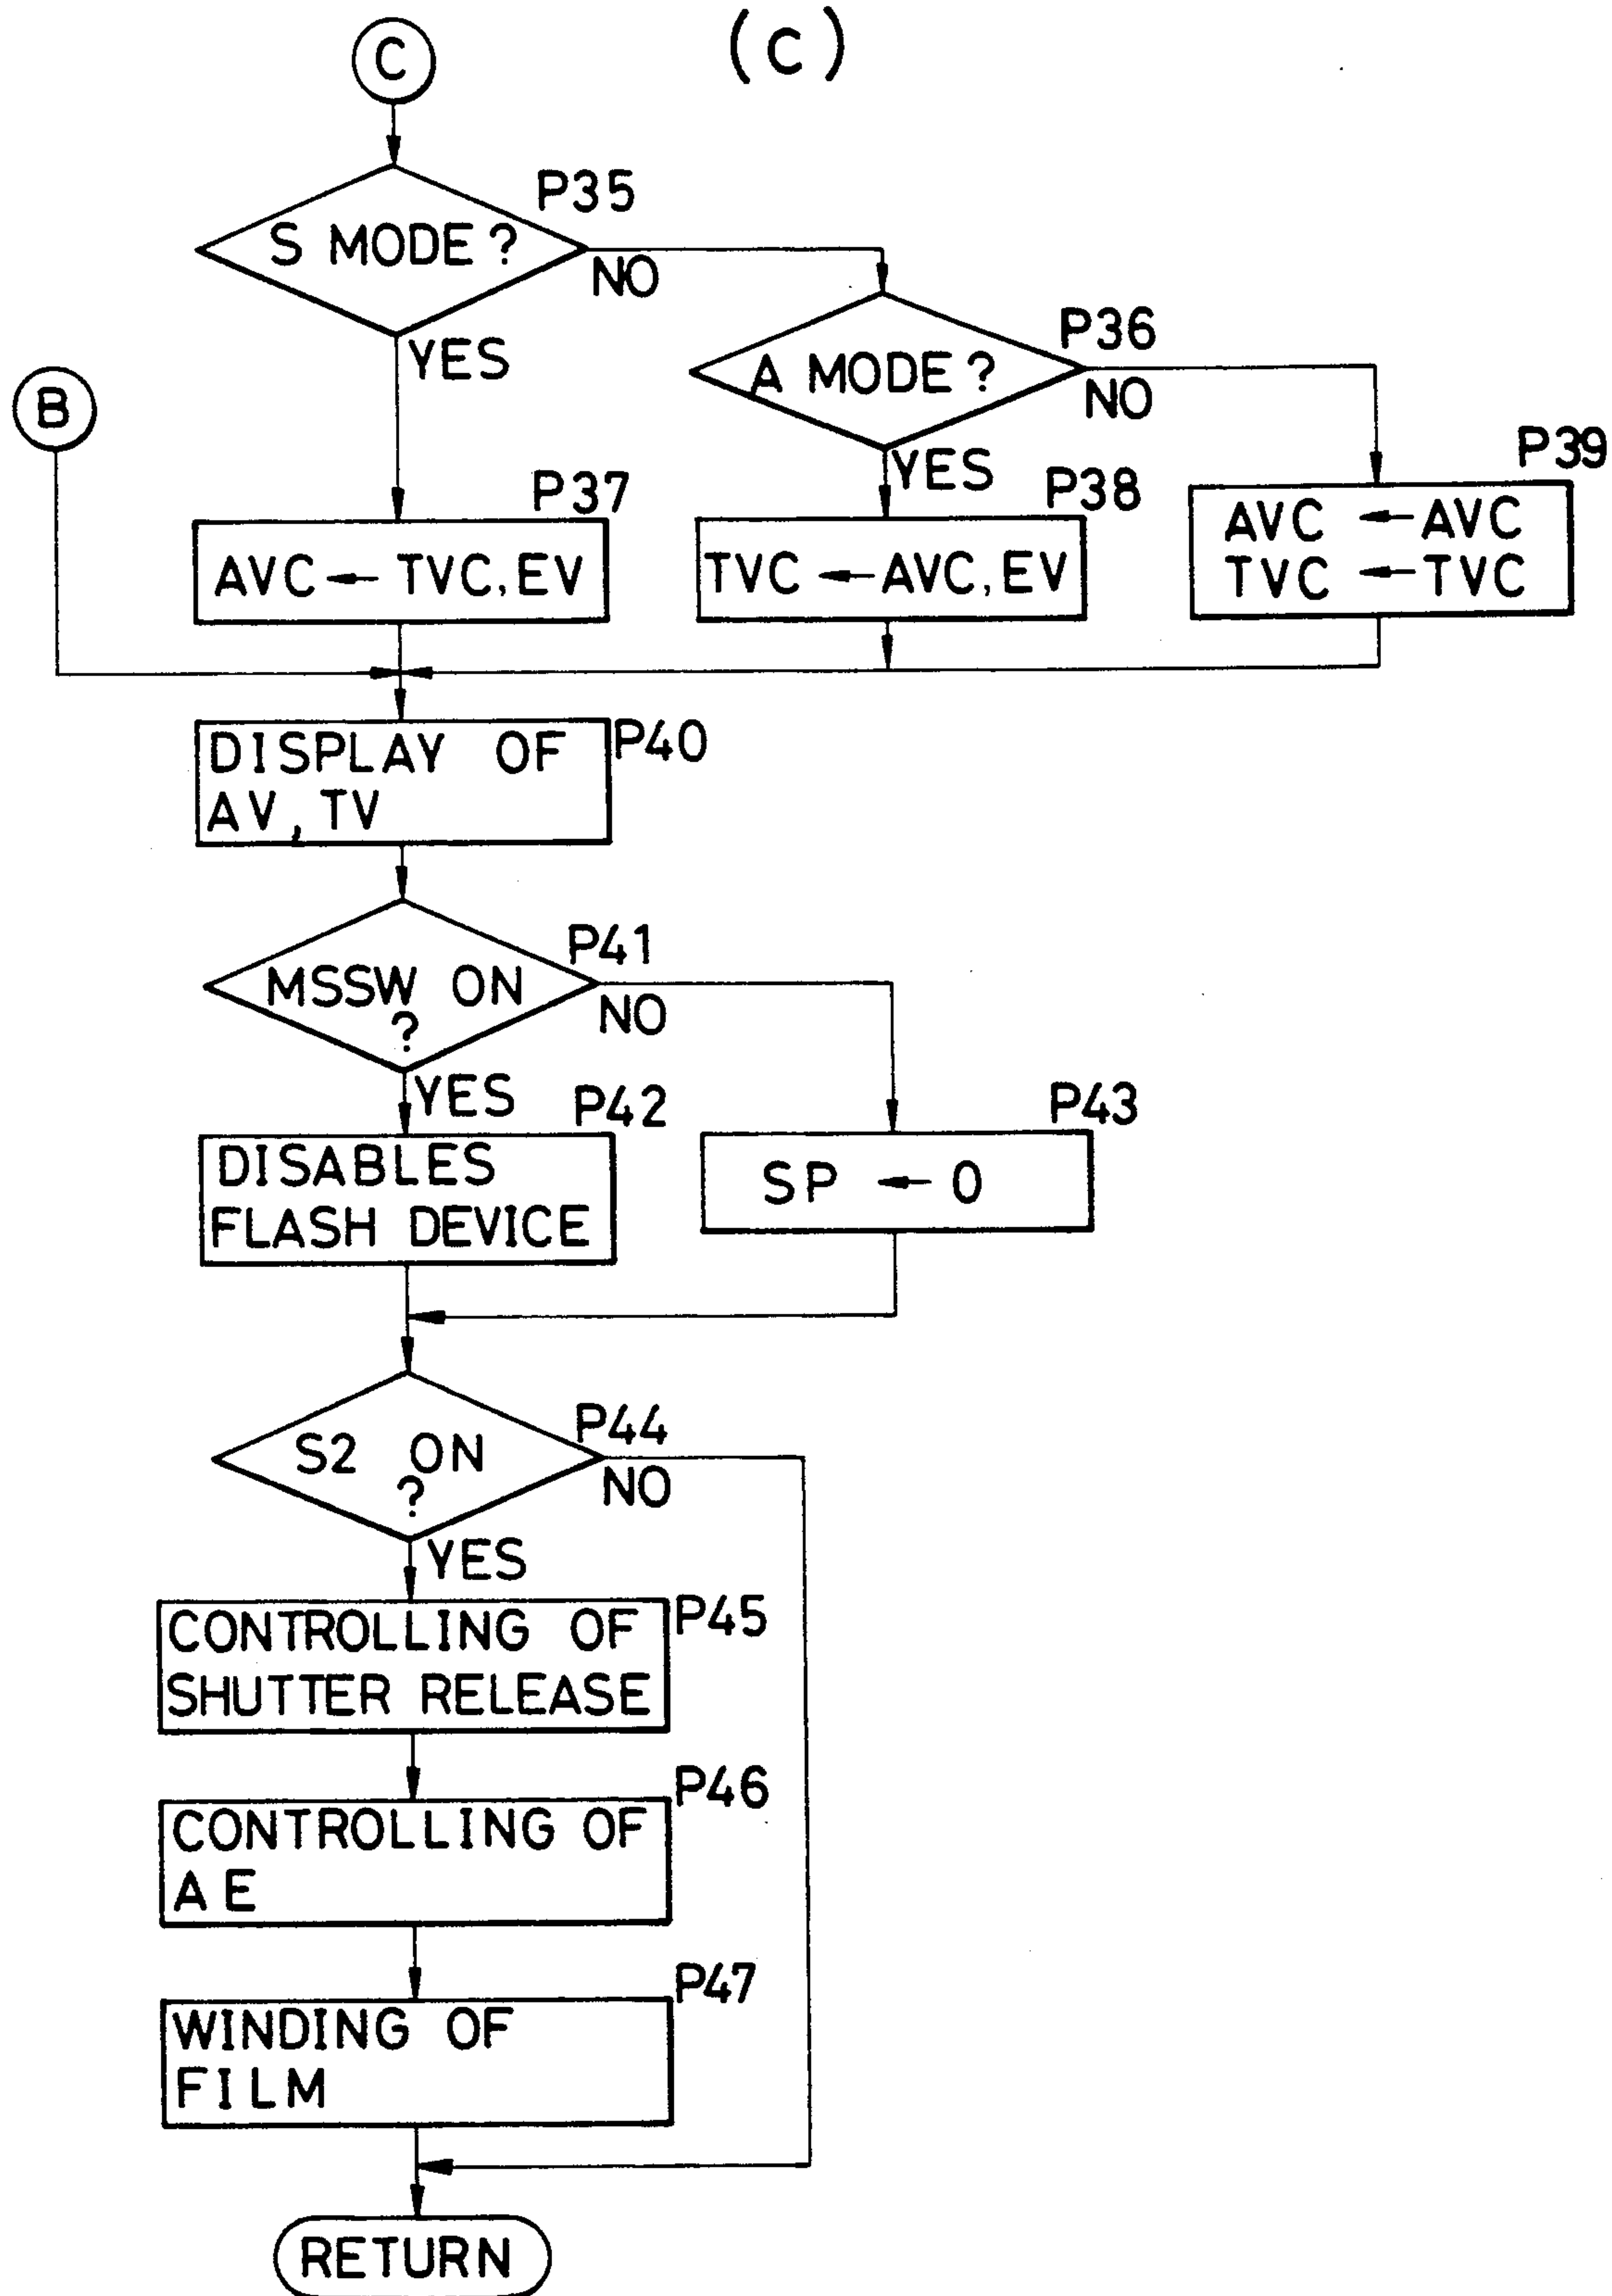 (C)
C
P35
S MODE?
NO
YES
P36
A MODE?
NO
YES
B
P37
AVC ← TVC, EV
P38
TVC ← AVC, EV
P39
AVC ← AVC
TVC ← TVC
DISPLAY OF
AV, TV
P40
P41
MSSW ON
?
NO
YES
P42
DISABLES
FLASH DEVICE
P43
SP ← 0
P44
S2 ON
?
NO
YES
CONTROLLING OF
SHUTTER RELEASE
P45
P46
CONTROLLING OF
AE
P47
WINDING OF
FILM
RETURN